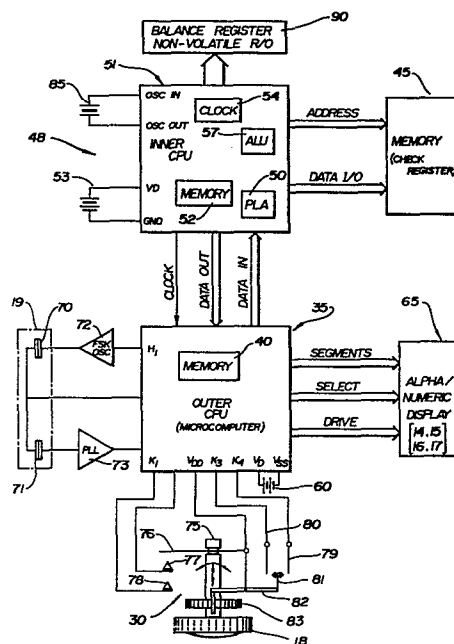 90
BALANCE REGISTER
NON-VOLATILE R/O
51
45
85
OSC IN
CLOCK
54
ADDRESS
OSC OUT
57
ALU
INNER
CPU
MEMORY
(CHECK
REGISTER)
48
53
VD
MEMORY
52
50
PLA
DATA I/O
GND
CLOCK
DATA OUT
DATA IN
19
70
72
FSK
OSC
H1
35
65
MEMORY
40
SEGMENTS
OUTER
CPU
(MICROCOMPUTER)
SELECT
ALPHA/
NUMERIC
DISPLAY
[14,15
16,17]
DRIVE
71
PLL
73
K1
VDD
K3
K4
VD
VSS
60
75
76
80
77
79
78
81
82
30
83
18